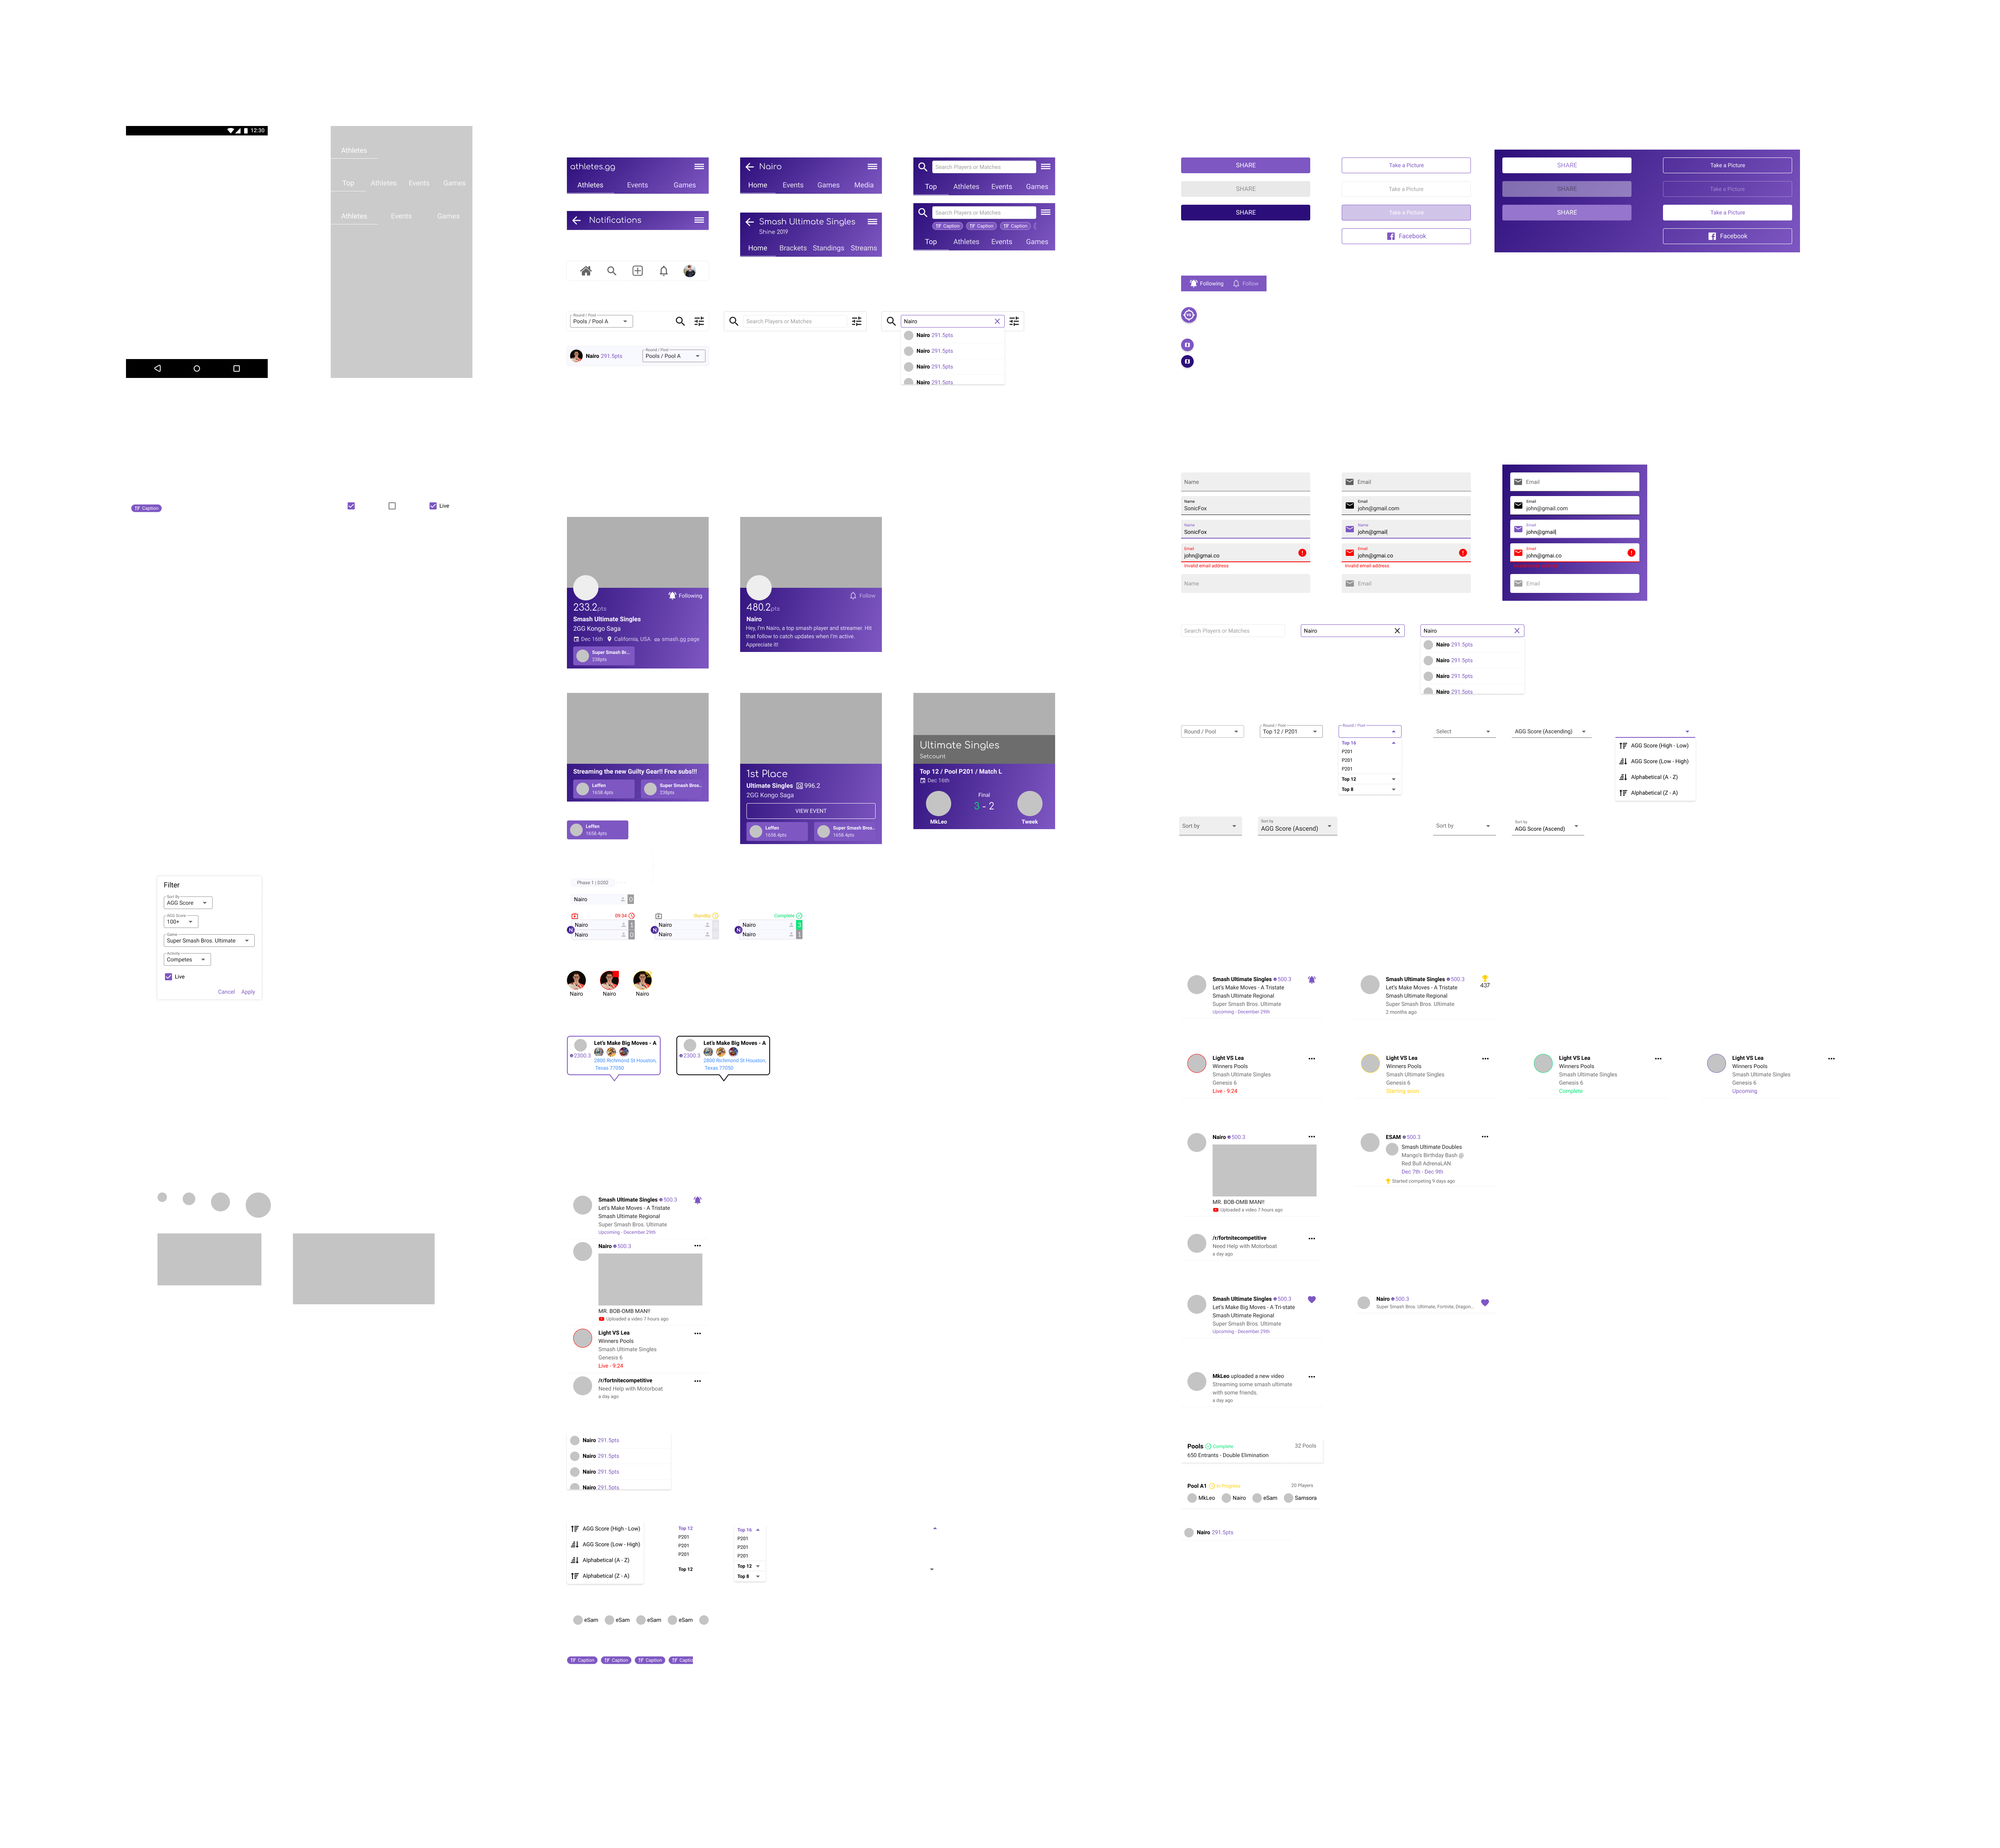 12:30
Athletes
Top Athletes Events Games
Athletes Events Games
Caption
Live
Filter
Sort By
AGG Score
AGG Score
100+
Game
Super Smash Bros. Ultimate
Activity
Competes
Live
Cancel Apply
athletes.gg
Athletes Events Games
Nairo
Home Events Games Media
Search Players or Matches
Top Athletes Events Games
Notifications
Smash Ultimate Singles
Shine 2019
Home Brackets Standings Streams
Search Players or Matches
Caption Caption Caption
Top Athletes Events Games
Round / Pool
Pools / Pool A
Search Players or Matches
Nairo
Nairo 291.5pts
Nairo 291.5pts
Nairo 291.5pts
Nairo 291.5pts
Nairo 291.5pts
Round / Pool
Pools / Pool A
Following
233.2pts
Smash Ultimate Singles
2GG Kongo Saga
Dec 16th California, USA smash.gg page
Super Smash Br...
230pts
Follow
480.2pts
Nairo
Hey, I'm Nairo, a top smash player and streamer. Hit
that follow to catch updates when I'm active.
Appreciate it!
Streaming the new Guilty Gear!! Free subs!!!
Leffen
1658.4pts
Super Smash Bros..
230pts
1st Place
Ultimate Singles 996.2
2GG Kongo Saga
VIEW EVENT
Leffen
1658.4pts
Super Smash Bros..
1658.4pts
Ultimate Singles
Setcount
Top 12 / Pool P201 / Match L
Dec 16th
Final
3 - 2
MkLeo Tweek
Leffen
1658.4pts
Phase 1 | D202
Nairo 0
09:34
N
Nairo 1
Nairo 0
Standby
N
Nairo
Nairo
Complete
N
Nairo 3
Nairo 1
Nairo Nairo Nairo
Let's Make Big Moves - A
2300.3
2800 Richmond St Houston,
Texas 77050
Let's Make Big Moves - A
2300.3
2800 Richmond St Houston,
Texas 77050
Smash Ultimate Singles 500.3
Let's Make Moves - A Tristate
Smash Ultimate Regional
Super Smash Bros. Ultimate
Upcoming - December 29th
Nairo 500.3
MR. BOB-OMB MAN!!
Uploaded a video 7 hours ago
Light VS Lea
Winners Pools
Smash Ultimate Singles
Genesis 6
Live - 9:24
/r/fortnitecompetitive
Need Help with Motorboat
a day ago
Nairo 291.5pts
Nairo 291.5pts
Nairo 291.5pts
Nairo 291.5pts
AGG Score (High - Low)
AGG Score (Low - High)
Alphabetical (A - Z)
Alphabetical (Z - A)
Top 12
P201
P201
P201
Top 12
Top 16
P201
P201
P201
Top 12
Top 8
eSam eSam eSam eSam
Caption Caption Caption Captio
SHARE Take a Picture SHARE Take a Picture
SHARE Take a Picture SHARE Take a Picture
SHARE Take a Picture SHARE Take a Picture
Facebook Facebook
Following Follow
Name
Name
SonicFox
Name
SonicFox
Email
john@gmai.co
Invalid email address
Name
Email
Email
john@gmail.com
Name
john@gmail
Email
john@gmai.co
Invalid email address
Email
Email
Email
john@gmail.com
Email
john@gmail
Email
john@gmai.co
Invalid email address
Email
Search Players or Matches
Nairo
Nairo
Nairo 291.5pts
Nairo 291.5pts
Nairo 291.5pts
Nairo 291.5pts
Round / Pool
Round / Pool
Top 12 / P201
Round / Pool
Top 16
P201
P201
P201
Top 12
Top 8
Select
AGG Score (Ascending)
AGG Score (High - Low)
AGG Score (Low - High)
Alphabetical (A - Z)
Alphabetical (Z - A)
Sort by
Sort by
AGG Score (Ascend)
Sort by
Sort by
AGG Score (Ascend)
Smash Ultimate Singles 500.3
Let's Make Moves - A Tristate
Smash Ultimate Regional
Super Smash Bros. Ultimate
Upcoming - December 29th
Smash Ultimate Singles 500.3
437
Let's Make Moves - A Tristate
Smash Ultimate Regional
Super Smash Bros. Ultimate
2 months ago
Light VS Lea
Winners Pools
Smash Ultimate Singles
Genesis 6
Live - 9:24
Light VS Lea
Winners Pools
Smash Ultimate Singles
Genesis 6
Starting soon
Light VS Lea
Winners Pools
Smash Ultimate Singles
Genesis 6
Complete
Light VS Lea
Winners Pools
Smash Ultimate Singles
Genesis 6
Upcoming
Nairo 500.3
MR. BOB-OMB MAN!!
Uploaded a video 7 hours ago
ESAM 500.3
Smash Ultimate Doubles
Mango's Birthday Bash @
Red Bull AdrenaLAN
Dec 7th - Dec 9th
Started competing 9 days ago
/r/fortnitecompetitive
Need Help with Motorboat
a day ago
Smash Ultimate Singles 500.3
Let's Make Big Moves - A Tri-state
Smash Ultimate Regional
Super Smash Bros. Ultimate
Upcoming - December 29th
Nairo 500.3
Super Smash Bros. Ultimate, Fortnite, Dragon...
MkLeo uploaded a new video
Streaming some smash ultimate
with some friends.
a day ago
Pools Complete 32 Pools
650 Entrants - Double Elimination
Pool A1 In Progress 20 Players
MkLeo Nairo eSam Samsora
Nairo 291.5pts